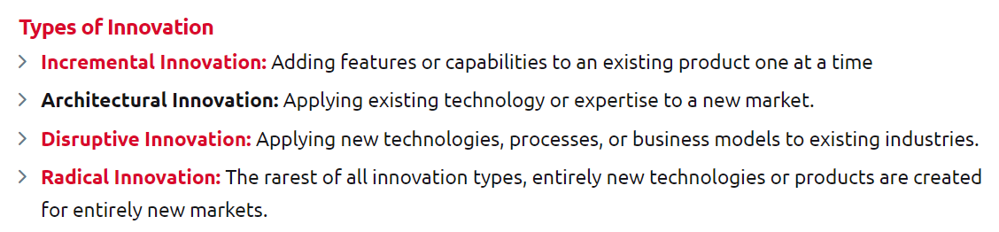 Types of Innovation
Incremental Innovation: Adding features or capabilities to an existing product one at a time
Architectural Innovation: Applying existing technology or expertise to a new market.
Disruptive Innovation: Applying new technologies, processes, or business models to existing industries.
Radical Innovation: The rarest of all innovation types, entirely new technologies or products are created
for entirely new markets.